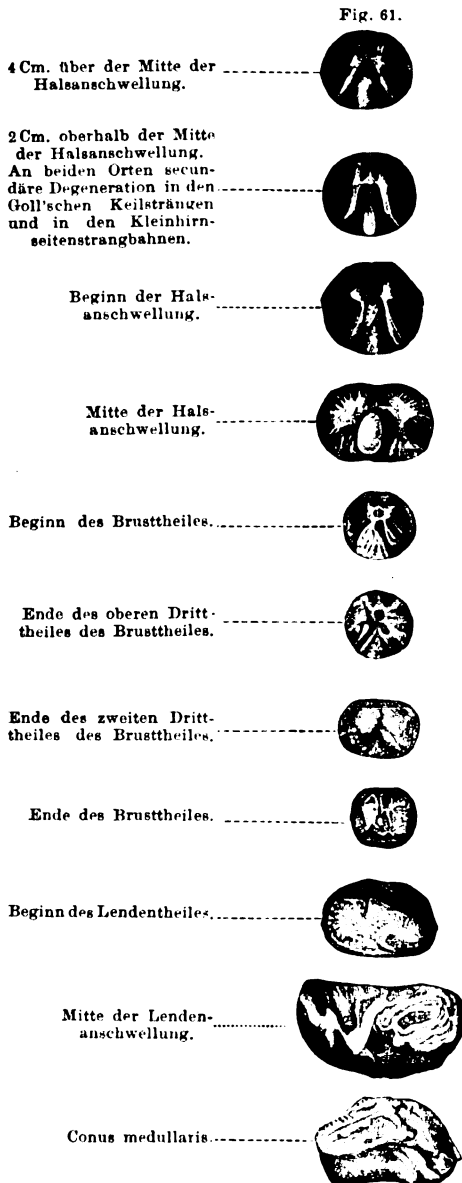 Fig. 61.
4 Cm. über der Mitte der
Halsanschwellung.
2 Cm. oberhalb der Mitte
der Halsanschwellung.
An beiden Orten secun-
däre Degeneration in den
Goll'schen Keilsträngen
und in den Kleinhirn-
seitenstrangbahnen.
Beginn der Hals-
anschwellung.
Mitte der Hals-
anschwellung.
Beginn des Brusttheiles.
Ende des oberen Dritt-
theiles des Brusttheiles.
Ende des zweiten Dritt-
theiles des Brusttheiles.
Ende des Brusttheiles.
Beginn des Lendentheiles.
Mitte der Lenden-
anschwellung.
Conus medullaris.